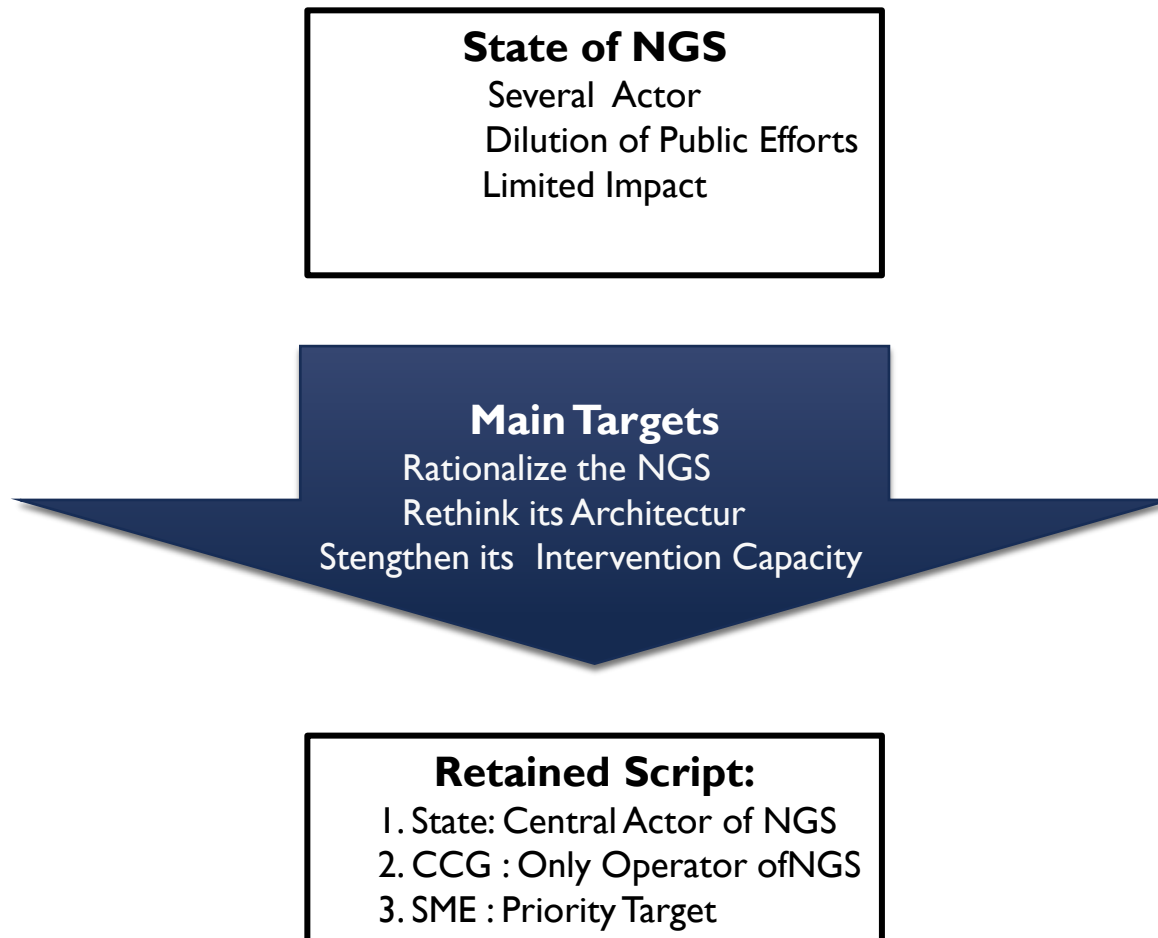 State of NGS
Several Actor
Dilution of Public Efforts
Limited Impact
Main Targets
Rationalize the NGS
Rethink its Architectur
Stengthen its Intervention Capacity
Retained Script:
1. State: Central Actor of NGS
2. CCG : Only Operator ofNGS
3. SME : Priority Target